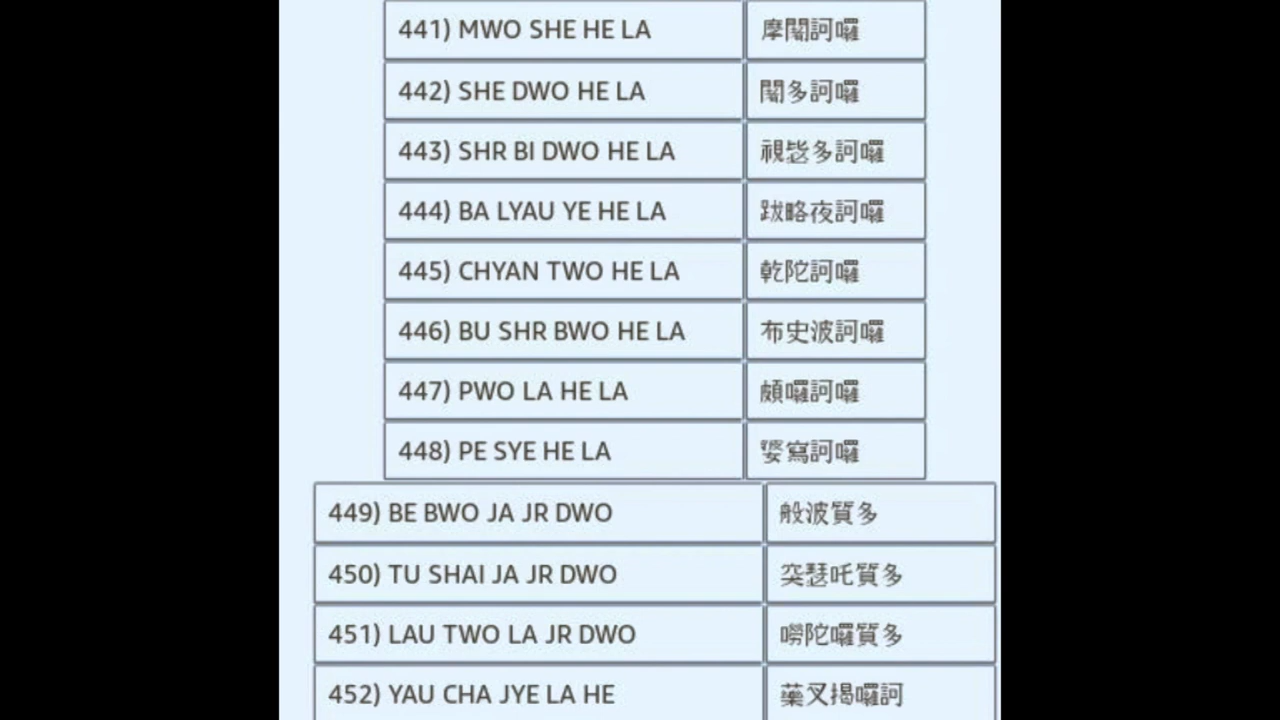 441) MWO SHE HE LA 摩闍訶囉
442) SHE DWO HE LA 闍多訶囉
443) SHR BI DWO HE LA 視毖多訶囉
444) BA LYAU YE HE LA 跋略夜訶囉
445) CHYAN TWO HE LA 乾陀訶囉
446) BU SHR BWO HE LA 布史波訶囉
447) PWO LA HE LA 頗囉訶囉
448) PE SYE HE LA 婆寫訶囉
449) BE BWO JA JR DWO 般波質多
450) TU SHAI JA JR DWO 突瑟吒質多
451) LAU TWO LA JR DWO 嘮陀囉質多
452) YAU CHA JYE LA HE 藥叉揭囉訶